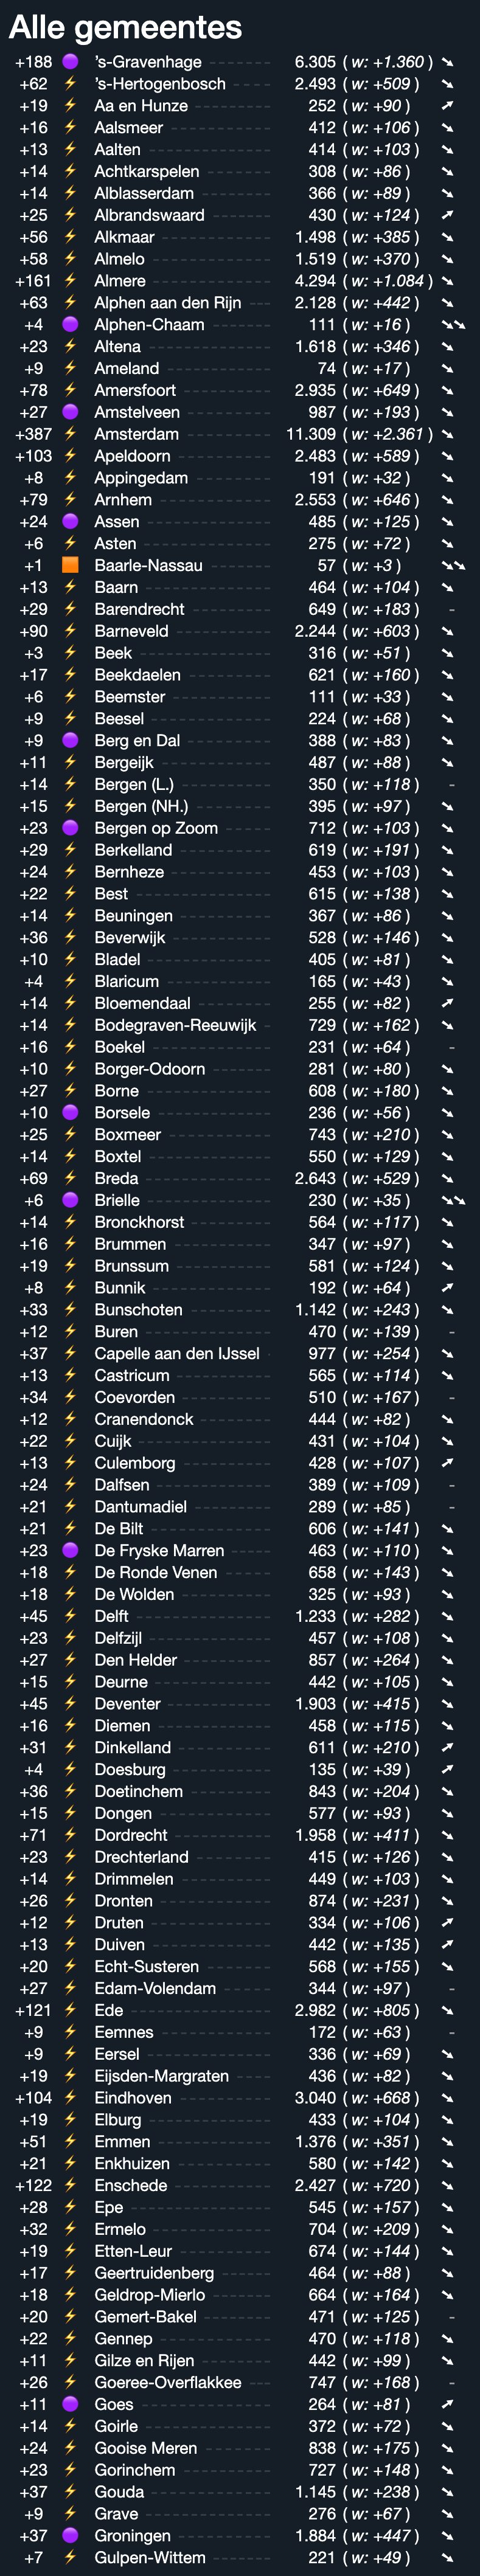 Alle gemeentes
+188 's-Gravenhage 6.305 ( w: +1.360 )
+62 's-Hertogenbosch 2.493 ( w: +509 )
+19 Aa en Hunze 252 ( w: +90 )
+16 Aalsmeer 412 ( w: +106 )
+13 Aalten 414 ( w: +103 )
+14 Achtkarspelen 308 ( w: +86 )
+14 Alblasserdam 366 ( w: +89 )
+25 Albrandswaard 430 ( w: +124 )
+56 Alkmaar 1.498 ( w: +385 )
+58 Almelo 1.519 ( w: +370 )
+161 Almere 4.294 ( w: +1.084 )
+63 Alphen aan den Rijn 2.128 ( w: +442 )
+4 Alphen-Chaam 111 ( w: +16 )
+23 Altena 1.618 ( w: +346 )
+9 Ameland 74 ( w: +17 )
+78 Amersfoort 2.935 ( w: +649 )
+27 Amstelveen 987 ( w: +193 )
+387 Amsterdam 11.309 ( w: +2.361 )
+103 Apeldoorn 2.483 ( w: +589 )
+8 Appingedam 191 ( w: +32 )
+79 Arnhem 2.553 ( w: +646 )
+24 Assen 485 ( w: +125 )
+6 Asten 275 ( w: +72 )
+1 Baarle-Nassau 57 ( w: +3 )
+13 Baarn 464 ( w: +104 )
+29 Barendrecht 649 ( w: +183 ) -
+90 Barneveld 2.244 ( w: +603 )
+3 Beek 316 ( w: +51 )
+17 Beekdaelen 621 ( w: +160 )
+6 Beemster 111 ( w: +33 )
+9 Beesel 224 ( w: +68 )
+9 Berg en Dal 388 ( w: +83 )
+11 Bergeijk 487 ( w: +88 )
+14 Bergen (L.) 350 ( w: +118 ) -
+15 Bergen (NH.) 395 ( w: +97 )
+23 Bergen op Zoom 712 ( w: +103 )
+29 Berkelland 619 ( w: +191 )
+24 Bernheze 453 ( w: +103 )
+22 Best 615 ( w: +138 )
+14 Beuningen 367 ( w: +86 )
+36 Beverwijk 528 ( w: +146 )
+10 Bladel 405 ( w: +81 )
+4 Blaricum 165 ( w: +43 )
+14 Bloemendaal 255 ( w: +82 )
+14 Bodegraven-Reeuwijk 729 ( w: +162 )
+16 Boekel 231 ( w: +64 ) -
+10 Borger-Odoorn 281 ( w: +80 )
+27 Borne 608 ( w: +180 )
+10 Borsele 236 ( w: +56 )
+25 Boxmeer 743 ( w: +210 )
+14 Boxtel 550 ( w: +129 )
+69 Breda 2.643 ( w: +529 )
+6 Brielle 230 ( w: +35 )
+14 Bronckhorst 564 ( w: +117 )
+16 Brummen 347 ( w: +97 )
+19 Brunssum 581 ( w: +124 )
+8 Bunnik 192 ( w: +64 )
+33 Bunschoten 1.142 ( w: +243 )
+12 Buren 470 ( w: +139 ) -
+37 Capelle aan den IJssel 977 ( w: +254 )
+13 Castricum 565 ( w: +114 )
+34 Coevorden 510 ( w: +167 ) -
+12 Cranendonck 444 ( w: +82 )
+22 Cuijk 431 ( w: +104 )
+13 Culemborg 428 ( w: +107 )
+24 Dalfsen 389 ( w: +109 ) -
+21 Dantumadiel 289 ( w: +85 ) -
+21 De Bilt 606 ( w: +141 )
+23 De Fryske Marren 463 ( w: +110 )
+18 De Ronde Venen 658 ( w: +143 )
+18 De Wolden 325 ( w: +93 )
+45 Delft 1.233 ( w: +282 )
+23 Delfzijl 457 ( w: +108 )
+27 Den Helder 857 ( w: +264 )
+15 Deurne 442 ( w: +105 )
+45 Deventer 1.903 ( w: +415 )
+16 Diemen 458 ( w: +115 )
+31 Dinkelland 611 ( w: +210 )
+4 Doesburg 135 ( w: +39 )
+36 Doetinchem 843 ( w: +204 )
+15 Dongen 577 ( w: +93 )
+71 Dordrecht 1.958 ( w: +411 )
+23 Drechterland 415 ( w: +126 )
+14 Drimmelen 449 ( w: +103 )
+26 Dronten 874 ( w: +231 )
+12 Druten 334 ( w: +106 )
+13 Duiven 442 ( w: +135 )
+20 Echt-Susteren 568 ( w: +155 )
+27 Edam-Volendam 344 ( w: +97 ) -
+121 Ede 2.982 ( w: +805 )
+9 Eemnes 172 ( w: +63 ) -
+9 Eersel 336 ( w: +69 )
+19 Eijsden-Margraten 436 ( w: +82 )
+104 Eindhoven 3.040 ( w: +668 )
+19 Elburg 433 ( w: +104 )
+51 Emmen 1.376 ( w: +351 )
+21 Enkhuizen 580 ( w: +142 )
+122 Enschede 2.427 ( w: +720 )
+28 Epe 545 ( w: +157 )
+32 Ermelo 704 ( w: +209 )
+19 Etten-Leur 674 ( w: +144 )
+17 Geertruidenberg 464 ( w: +88 )
+18 Geldrop-Mierlo 664 ( w: +164 )
+20 Gemert-Bakel 471 ( w: +125 ) -
+22 Gennep 470 ( w: +118 )
+11 Gilze en Rijen 442 ( w: +99 )
+26 Goeree-Overflakkee 747 ( w: +168 ) -
+11 Goes 264 ( w: +81 )
+14 Goirle 372 ( w: +72 )
+24 Gooise Meren 838 ( w: +175 )
+23 Gorinchem 727 ( w: +148 )
+37 Gouda 1.145 ( w: +238 )
+9 Grave 276 ( w: +67 )
+37 Groningen 1.884 ( w: +447 )
+7 Gulpen-Wittem 221 ( w: +49 )